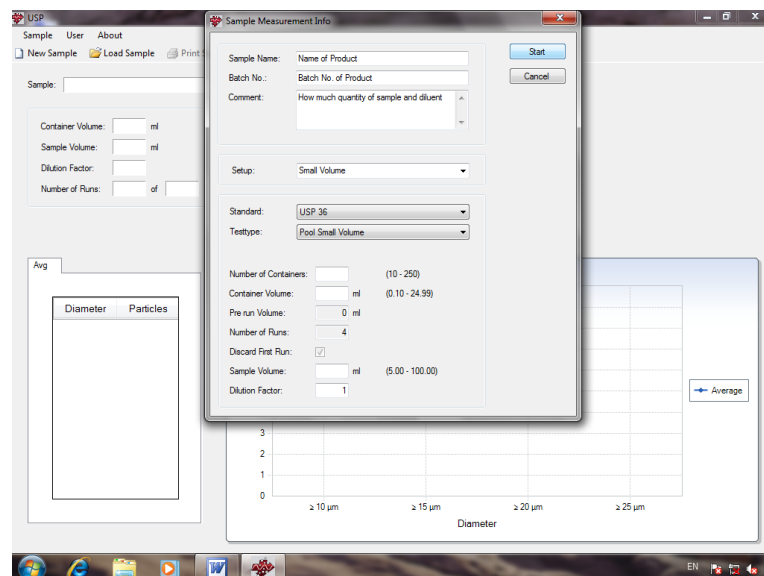 USP
Sample User About
New Sample Load Sample Print
Sample:
Container Volume: ml
Sample Volume: ml
Dilution Factor:
Number of Runs: of
Avg
Diameter Particles
Sample Measurement Info
Sample Name: Name of Product
Batch No.: Batch No. of Product
Comment: How much quantity of sample and diluent
Start
Cancel
Setup: Small Volume
Standard: USP 36
Testtype: Pool Small Volume
Number of Containers: (10 - 250)
Container Volume: ml (0.10 - 24.99)
Pre run Volume: 0 ml
Number of Runs: 4
Discard First Run:
Sample Volume: ml (5.00 - 100.00)
Dilution Factor: 1
Average
3
2
1
0
≥ 10 µm ≥ 15 µm ≥ 20 µm ≥ 25 µm
Diameter
EN